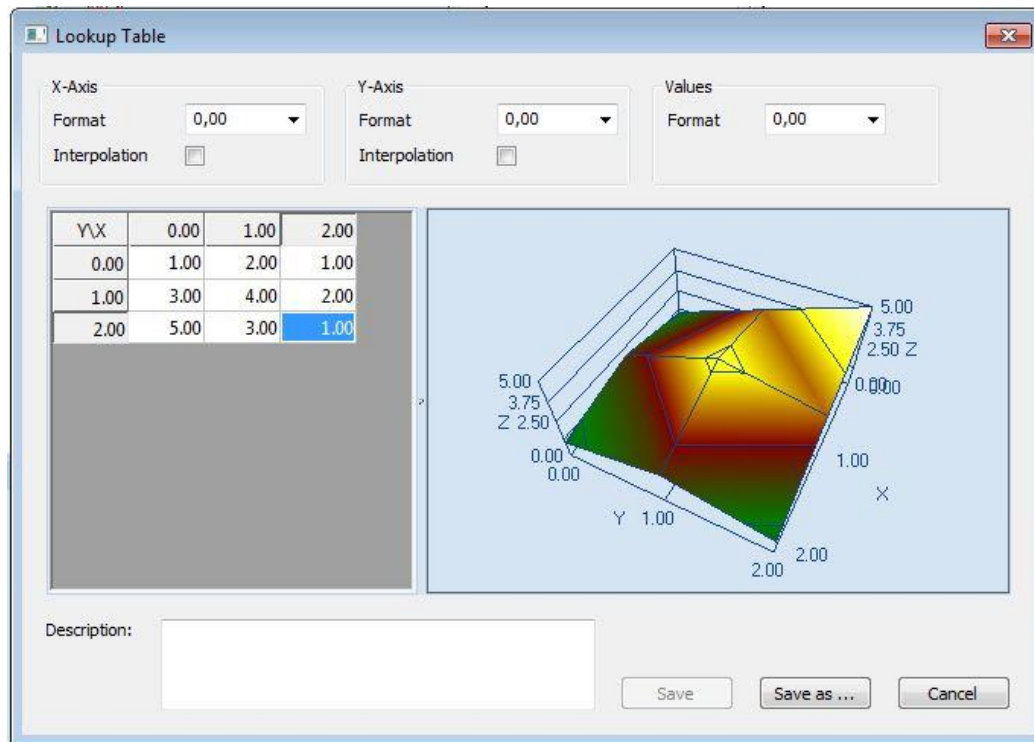 Lookup Table
X-Axis
Y-Axis
Values
Format 0,00
Format 0,00
Format 0,00
Interpolation
Interpolation
Y\X 0.00 1.00 2.00
0.00 1.00 2.00 1.00
1.00 3.00 4.00 2.00
2.00 5.00 3.00 1.00
5.00
3.75
2.50 Z
0.00
5.00
3.75
Z 2.50
0.00
0.00
1.00
X
Y 1.00
2.00
2.00
Description:
Save
Save as ...
Cancel